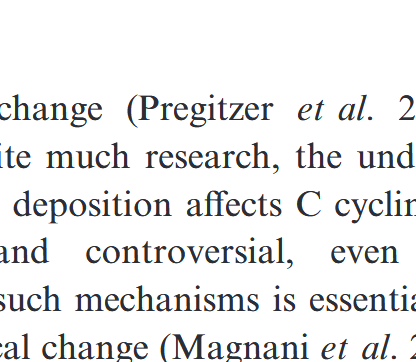 change (Pregitzer et al. 2
ite much research, the und
deposition affects C cyclin
and controversial, even
such mechanisms is essentia
cal change (Magnani et al. 2